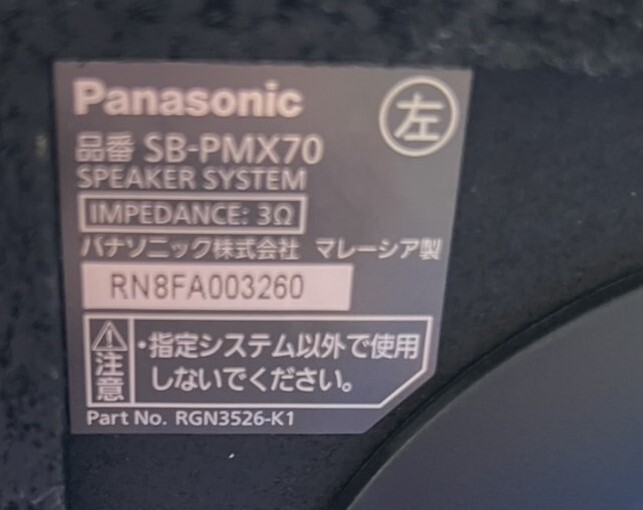 Panasonic
左
品番 SB-PMX70
SPEAKER SYSTEM
IMPEDANCE: 3Ω
パナソニック株式会社 マレーシア製
RN8FA003260
注意
・指定システム以外で使用
しないでください。
Part No. RGN3526-K1